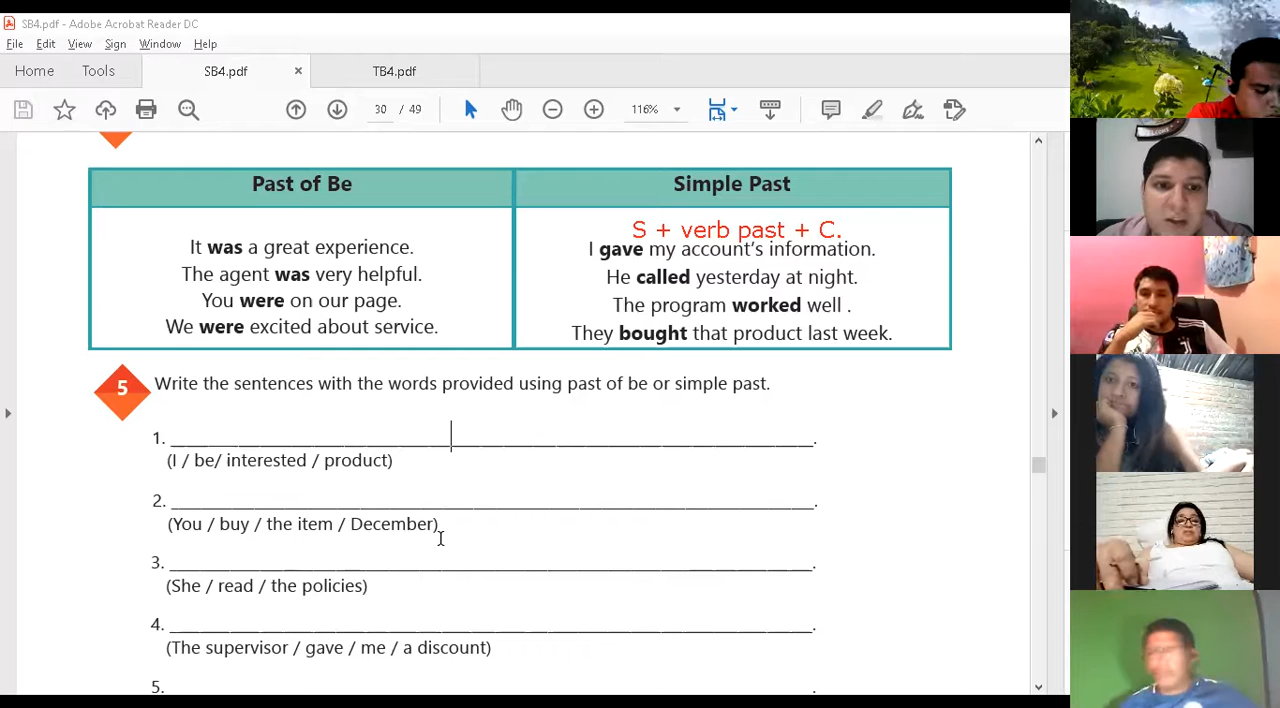 SB4.pdf - Adobe Acrobat Reader DC
File Edit View Sign Window Help
Home Tools SB4.pdf × TB4.pdf
30 / 49 116%
Past of Be
Simple Past
It was a great experience.
The agent was very helpful.
You were on our page.
We were excited about service.
S + verb past + C.
I gave my account's information.
He called yesterday at night.
The program worked well .
They bought that product last week.
5 Write the sentences with the words provided using past of be or simple past.
1. ______________________________.
(I / be/ interested / product)
2. ______________________________.
(You / buy / the item / December)
3. ______________________________.
(She / read / the policies)
4. ______________________________.
(The supervisor / gave / me / a discount)
5. ______________________________.